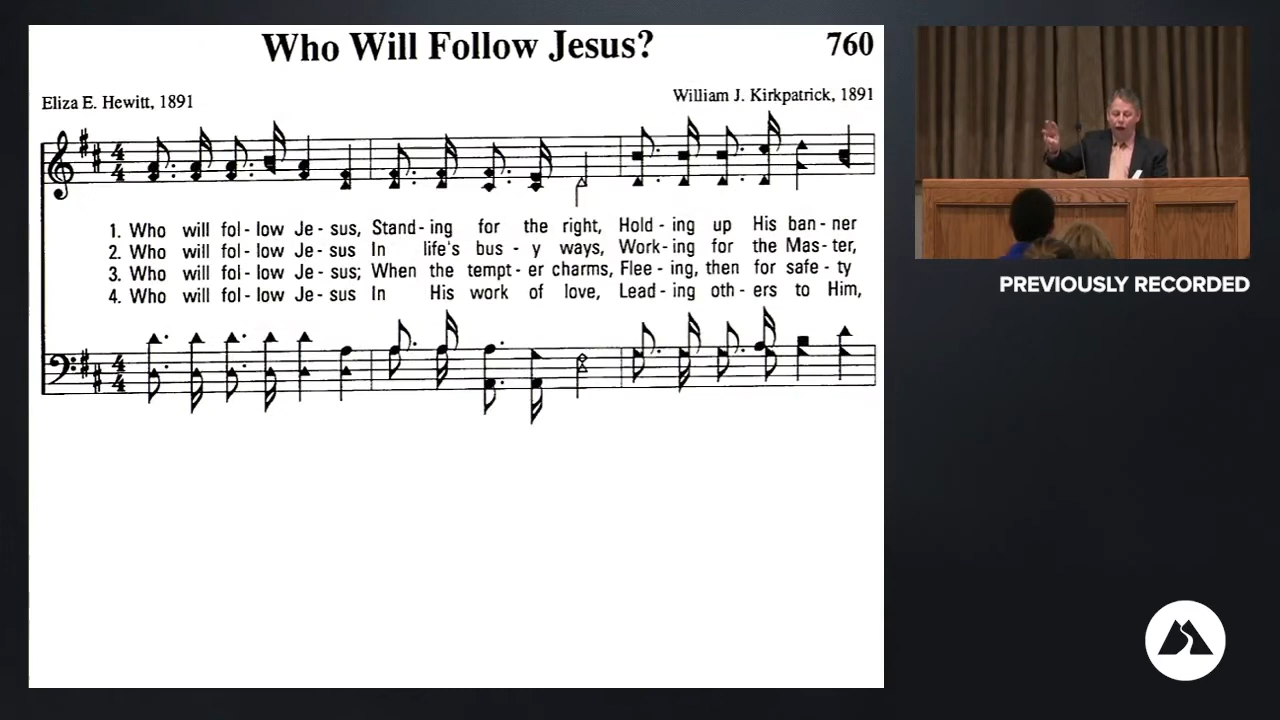 Who Will Follow Jesus? 760
Eliza E. Hewitt, 1891
William J. Kirkpatrick, 1891
4
4
1. Who will fol - low Je - sus, Stand - ing for the right, Hold - ing up His ban - ner
2. Who will fol - low Je - sus In life's bus - y ways, Work - ing for the Mas - ter,
3. Who will fol - low Je - sus; When the tempt - er charms, Flee - ing, then for safe - ty
4. Who will fol - low Je - sus In His work of love, Lead - ing oth - ers to Him,
4
4
PREVIOUSLY RECORDED